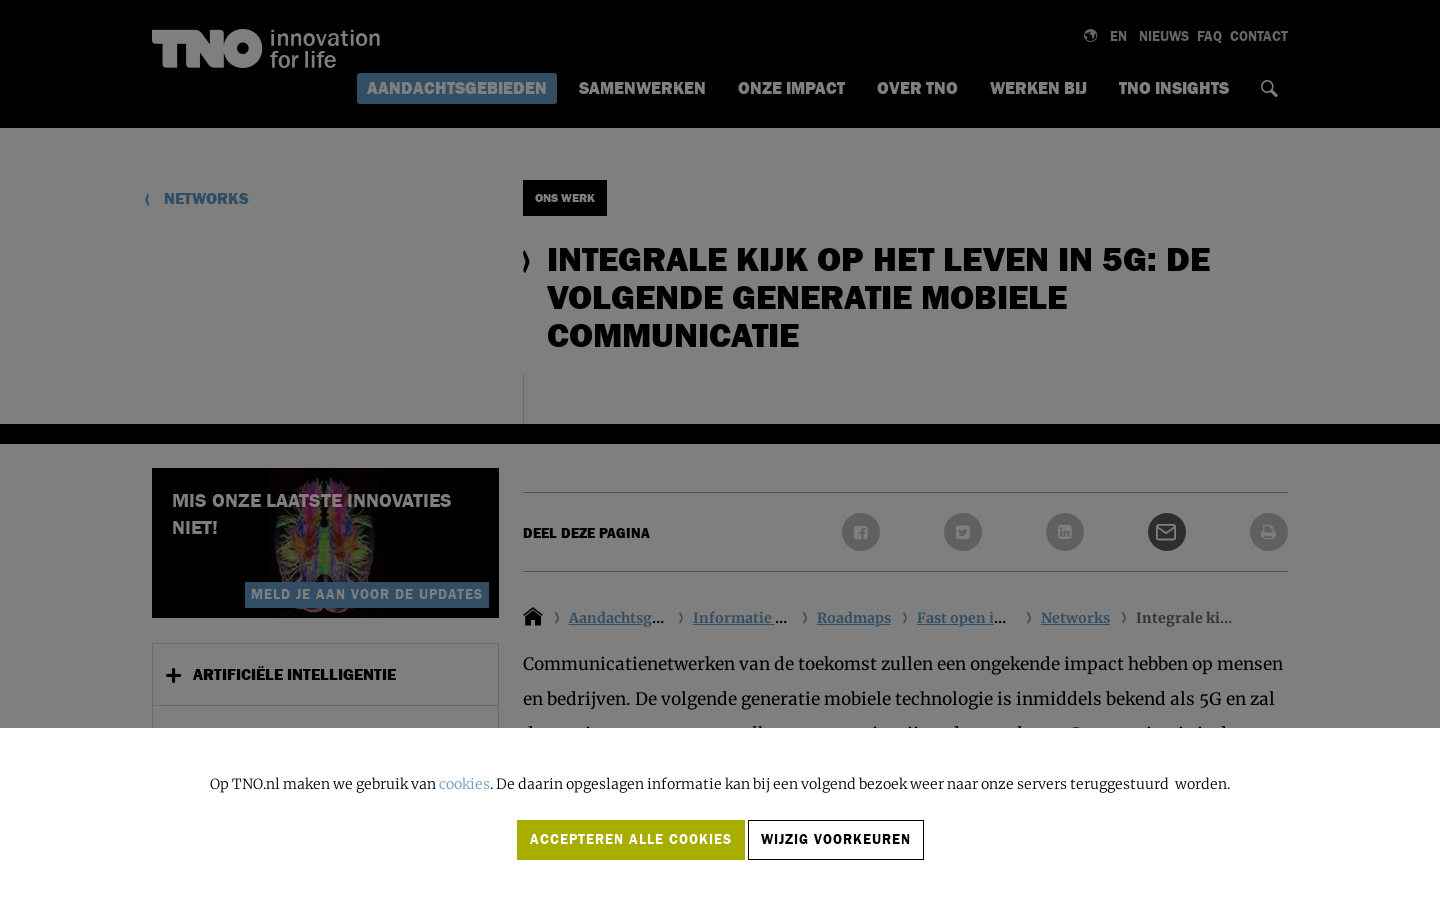 TNO innovation
for life
EN NIEUWS FAQ CONTACT
AANDACHTSGEBIEDEN SAMENWERKEN ONZE IMPACT OVER TNO WERKEN BIJ TNO INSIGHTS
NETWORKS
ONS WERK
INTEGRALE KIJK OP HET LEVEN IN 5G: DE
VOLGENDE GENERATIE MOBIELE
COMMUNICATIE
MIS ONZE LAATSTE INNOVATIES
NIET!
MELD JE AAN VOOR DE UPDATES
DEEL DEZE PAGINA
Aandachtsg... Informatie ... Roadmaps Fast open i... Networks Integrale ki...
ARTIFICIËLE INTELLIGENTIE
Communicatienetwerken van de toekomst zullen een ongekende impact hebben op mensen
en bedrijven. De volgende generatie mobiele technologie is inmiddels bekend als 5G en zal
Op TNO.nl maken we gebruik van cookies. De daarin opgeslagen informatie kan bij een volgend bezoek weer naar onze servers teruggestuurd worden.
ACCEPTEREN ALLE COOKIES WIJZIG VOORKEUREN